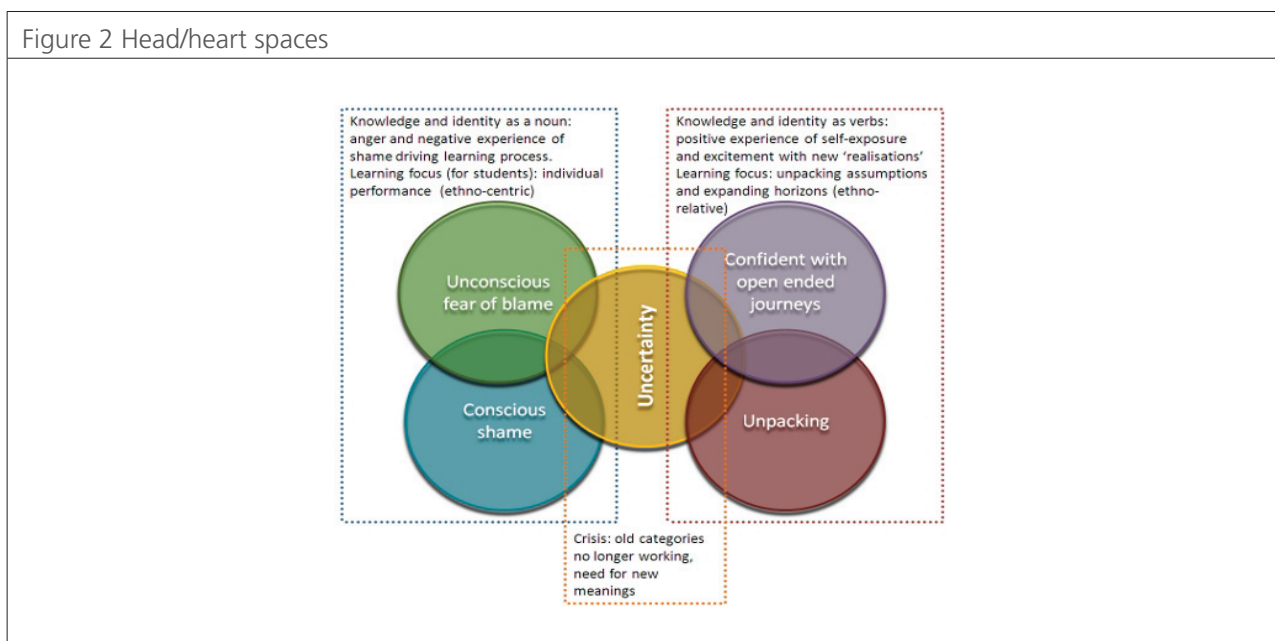 Figure 2 Head/heart spaces
Knowledge and identity as a noun:
anger and negative experience of
shame driving learning process.
Learning focus (for students): individual
performance (ethno-centric)
Knowledge and identity as verbs:
positive experience of self-exposure
and excitement with new ‘realisations’
Learning focus: unpacking assumptions
and expanding horizons (ethno-
relative)
Unconscious
fear of blame
Conscious
shame
Uncertainty
Confident with
open ended
journeys
Unpacking
Crisis: old categories
no longer working,
need for new
meanings